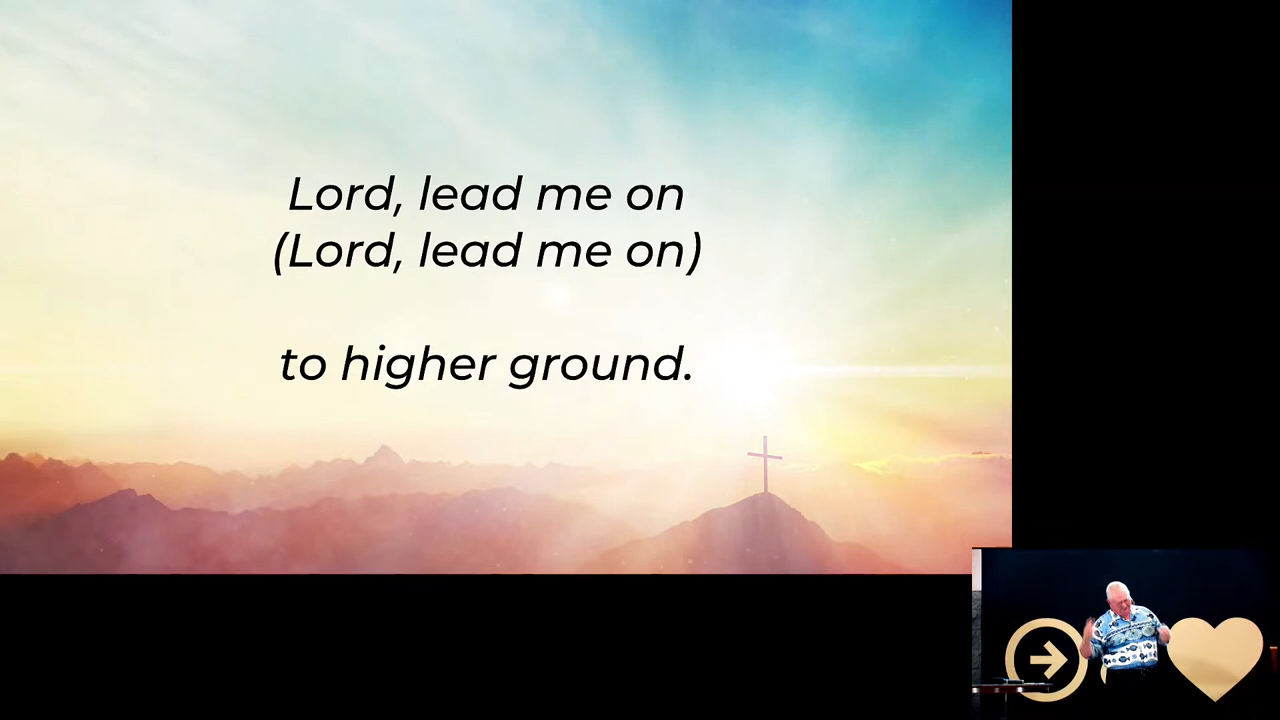 Lord, lead me on
(Lord, lead me on)
to higher ground.